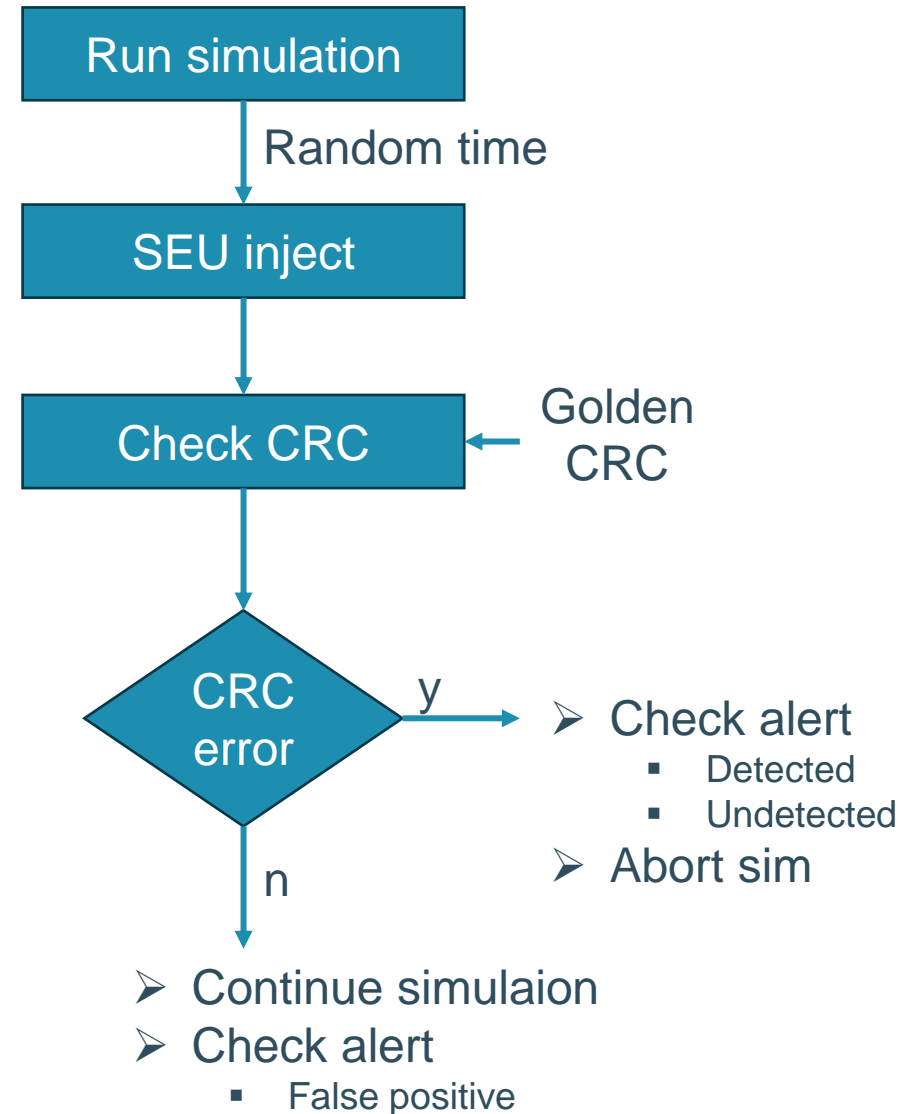 Run simulation
Random time
SEU inject
Check CRC
Golden
CRC
CRC
error
y
➢ Check alert
▪ Detected
▪ Undetected
➢ Abort sim
n
➢ Continue simulaion
➢ Check alert
▪ False positive